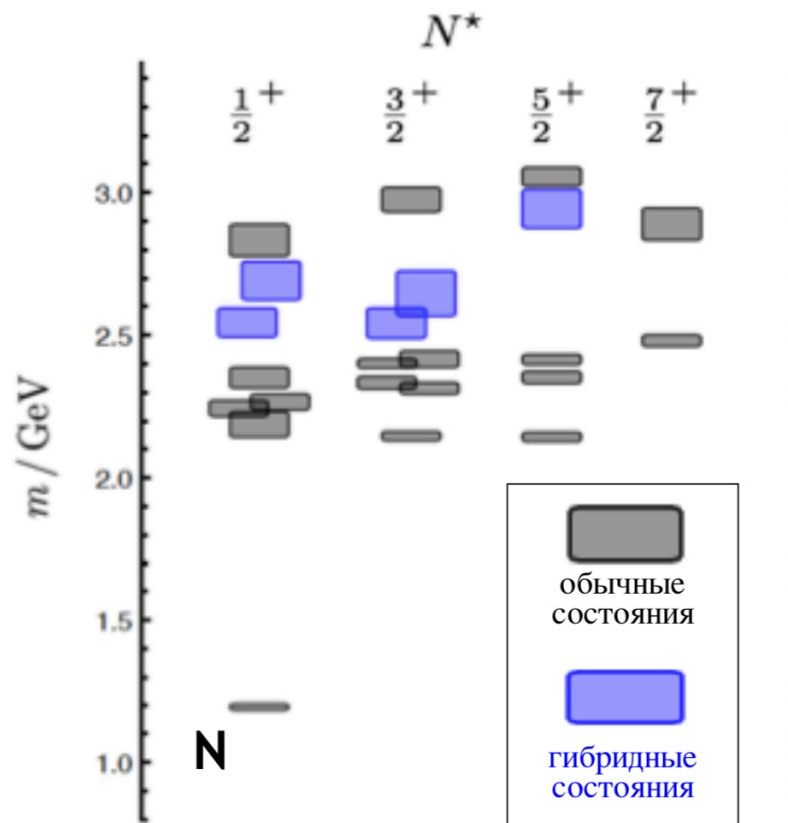 N*
1/2+ 3/2+ 5/2+ 7/2+
3.0
2.5
m / GeV
2.0
1.5
1.0
N
обычные
состояния
гибридные
состояния